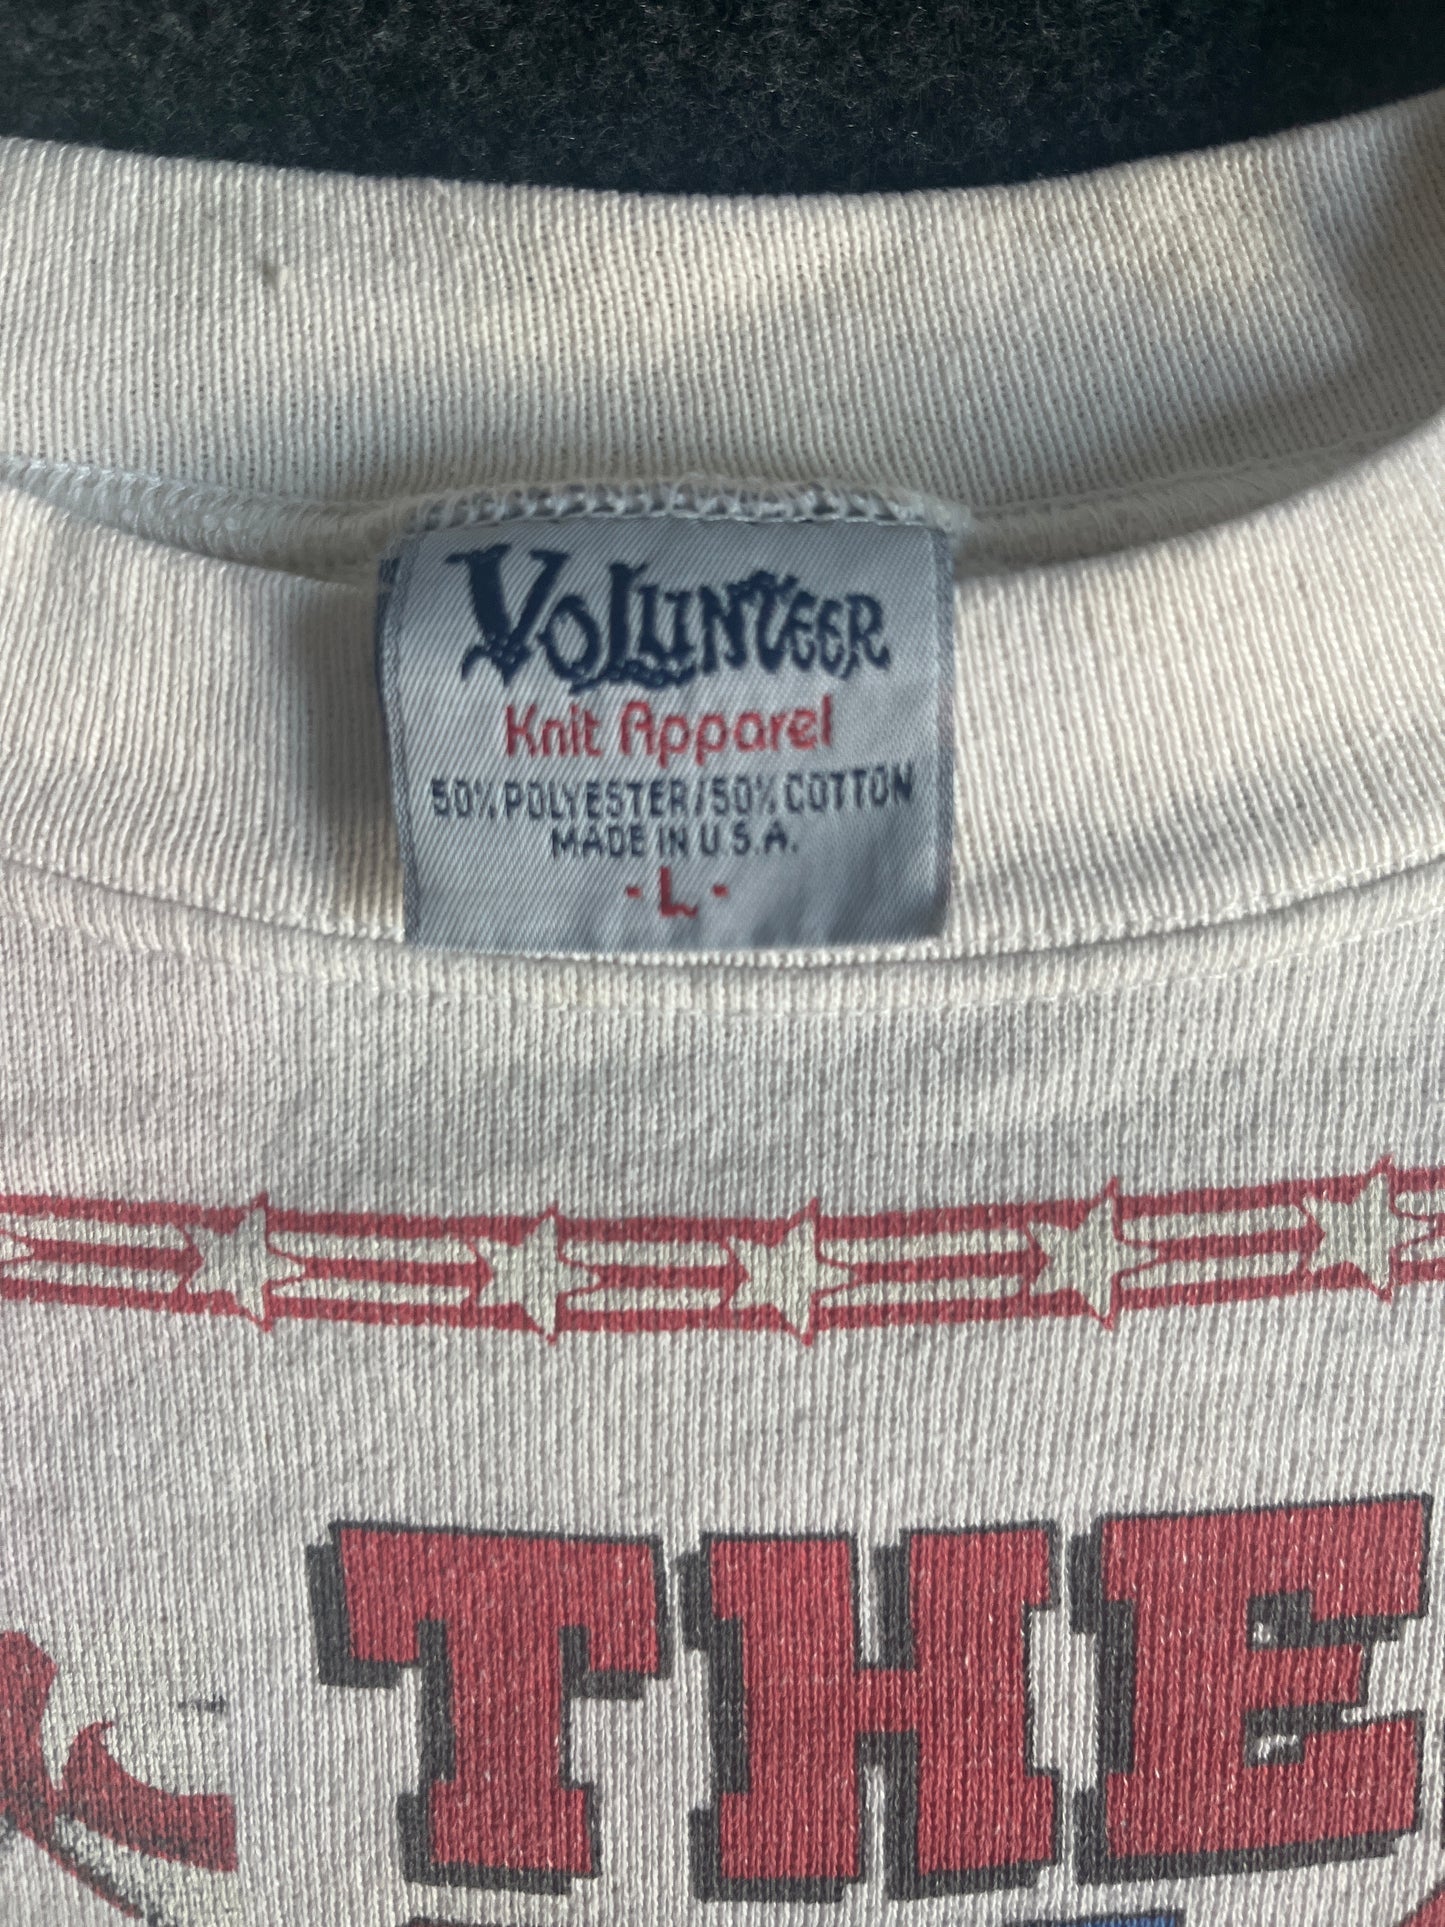 VOLUNTEER
Knit Apparel
50% POLYESTER/50% COTTON
MADE IN U.S.A.
- L -
THE